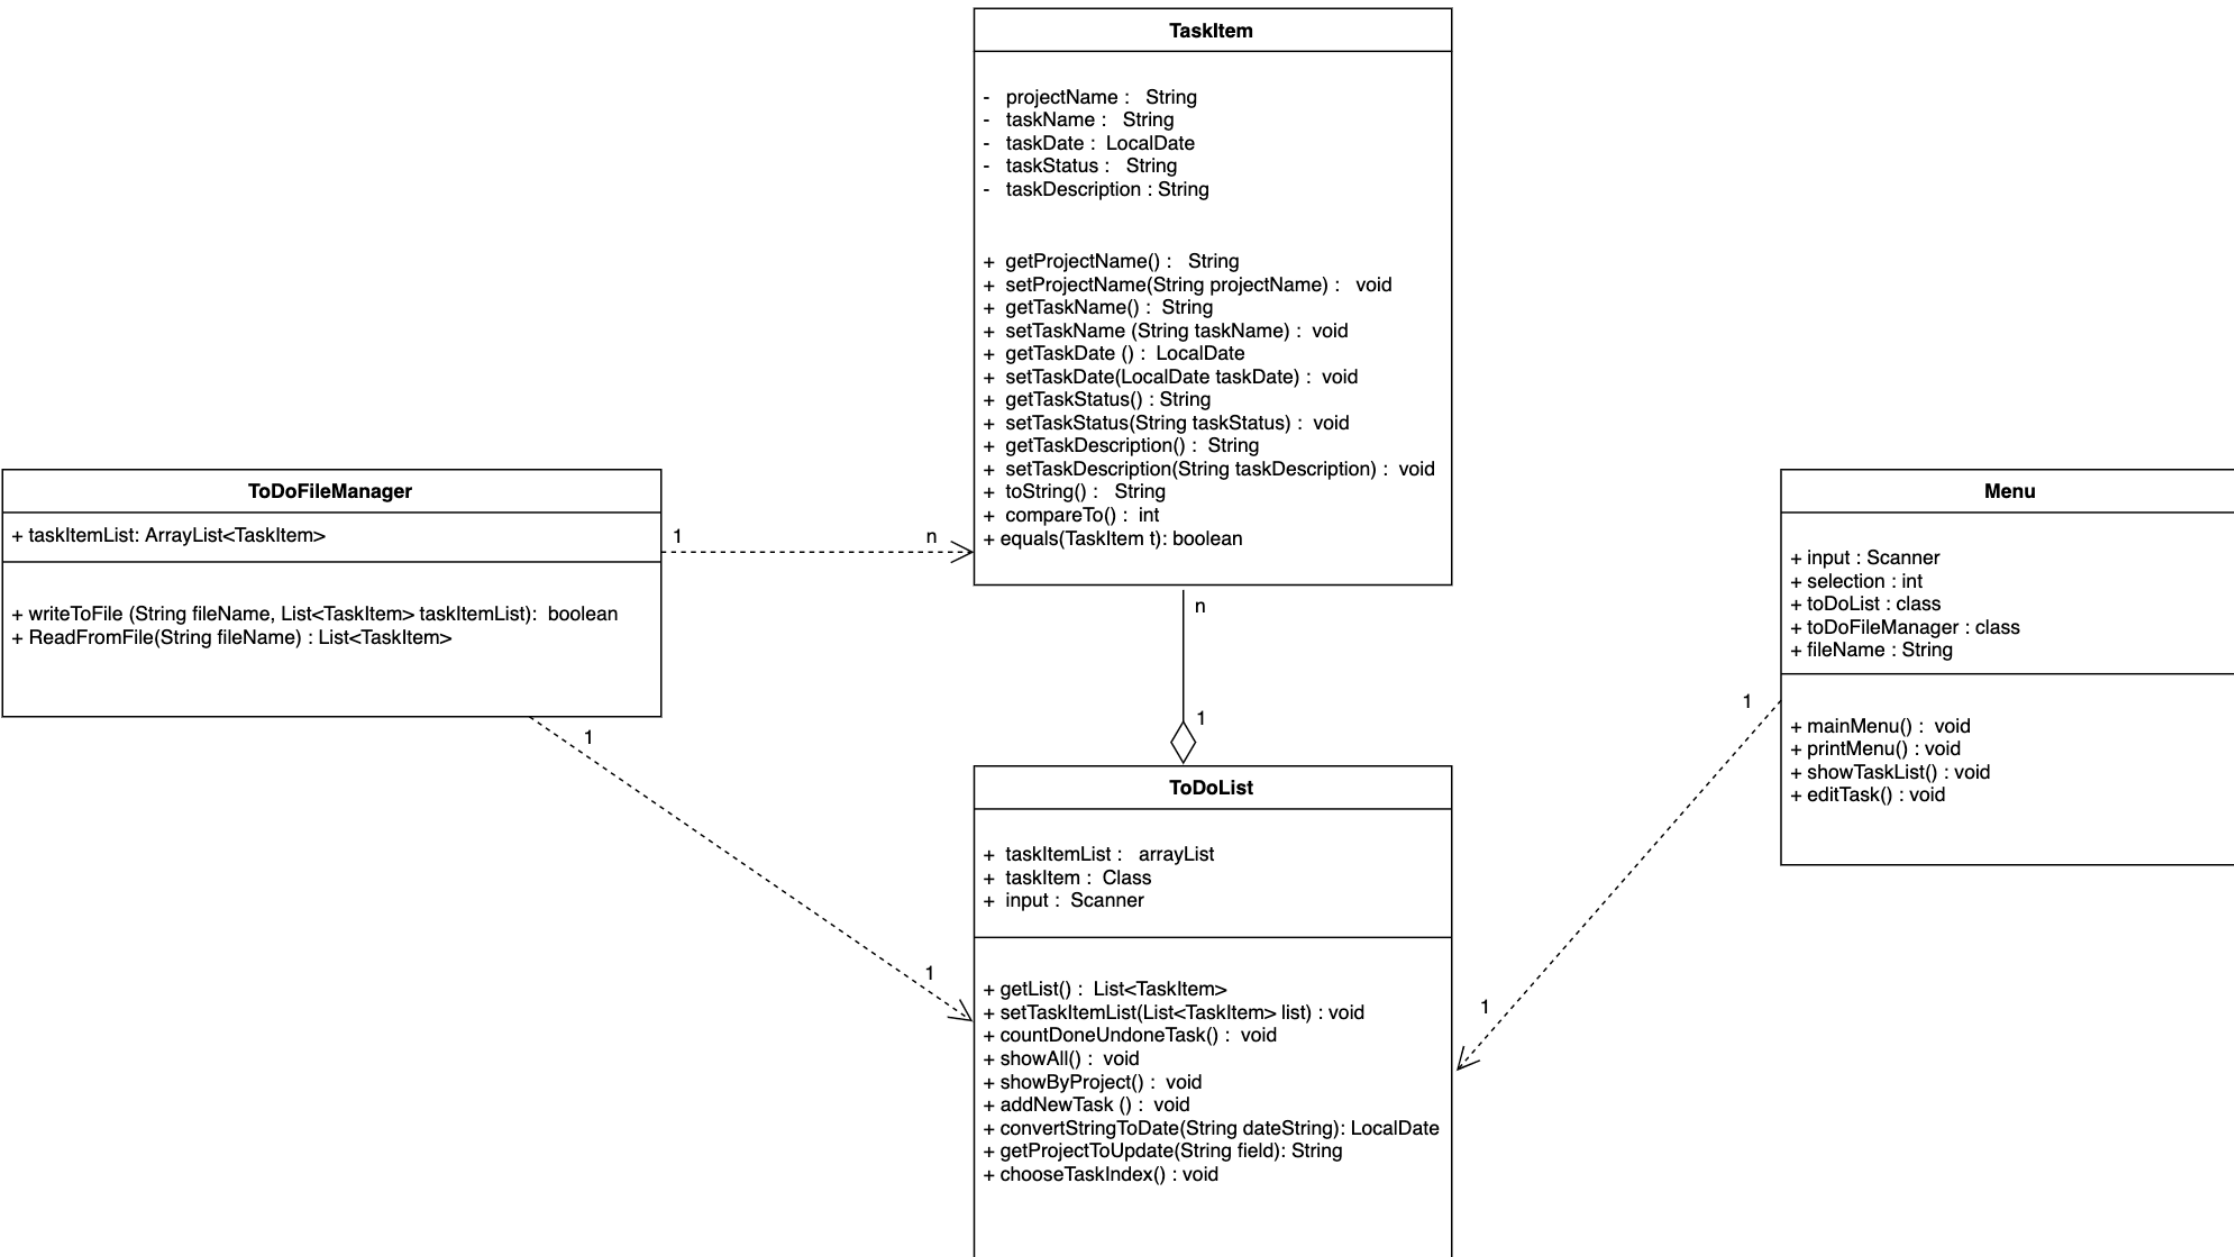 TaskItem
- projectName : String
- taskName : String
- taskDate : LocalDate
- taskStatus : String
- taskDescription : String
+ getProjectName() : String
+ setProjectName(String projectName) : void
+ getTaskName() : String
+ setTaskName (String taskName) : void
+ getTaskDate () : LocalDate
+ setTaskDate(LocalDate taskDate) : void
+ getTaskStatus() : String
+ setTaskStatus(String taskStatus) : void
+ getTaskDescription() : String
+ setTaskDescription(String taskDescription) : void
+ toString() : String
+ compareTo() : int
+ equals(TaskItem t): boolean
ToDoFileManager
+ taskItemList: ArrayList<TaskItem>
+ writeToFile (String fileName, List<TaskItem> taskItemList): boolean
+ ReadFromFile(String fileName) : List<TaskItem>
1
n
n
1
1
1
Menu
+ input : Scanner
+ selection : int
+ toDoList : class
+ toDoFileManager : class
+ fileName : String
+ mainMenu() : void
+ printMenu() : void
+ showTaskList() : void
+ editTask() : void
1
1
ToDoList
+ taskItemList : arrayList
+ taskItem : Class
+ input : Scanner
+ getList() : List<TaskItem>
+ setTaskItemList(List<TaskItem> list) : void
+ countDoneUndoneTask() : void
+ showAll() : void
+ showByProject() : void
+ addNewTask () : void
+ convertStringToDate(String dateString): LocalDate
+ getProjectToUpdate(String field): String
+ chooseTaskIndex() : void